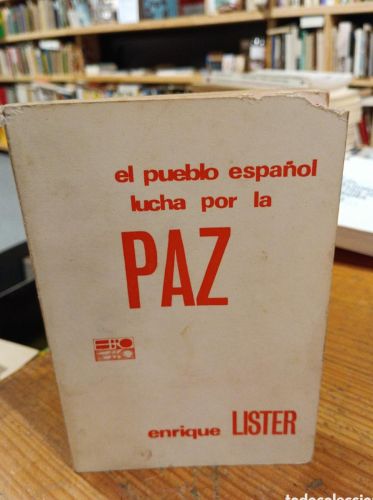 el pueblo español
lucha por la
PAZ
enrique LISTER